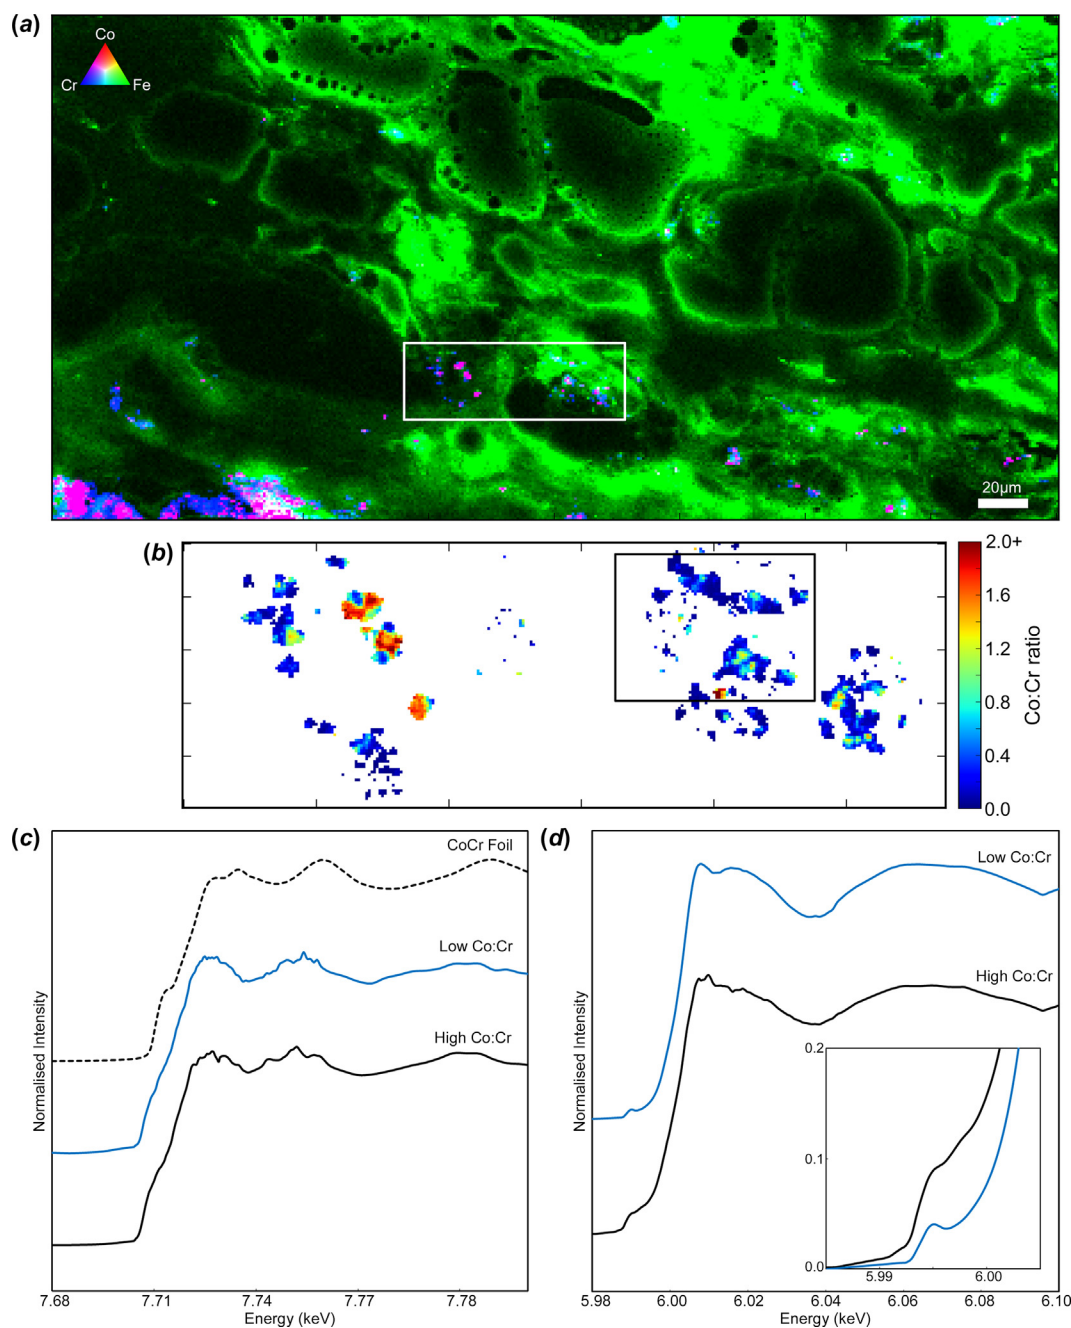 (a)
Co
Cr
Fe
20µm
(b)
2.0+
1.6
1.2
0.8
0.4
0.0
Co:Cr ratio
(c)
CoCr Foil
Low Co:Cr
High Co:Cr
Normalised Intensity
7.68
7.71
7.74
7.77
7.78
Energy (keV)
(d)
Low Co:Cr
High Co:Cr
Normalised Intensity
0.2
0.1
0.0
5.99
6.00
5.98
6.00
6.02
6.04
6.06
6.08
6.10
Energy (keV)